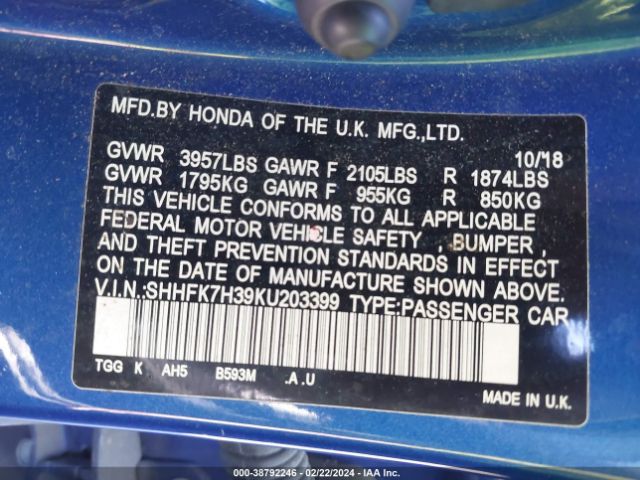 MFD.BY HONDA OF THE U.K. MFG.,LTD.
10/'18
GVWR 3957LBS GAWR F 2105LBS R 1874LBS
GVWR 1795KG GAWR F 955KG R 850KG
THIS VEHICLE CONFORMS TO ALL APPLICABLE
FEDERAL MOTOR VEHICLE SAFETY , BUMPER ,
AND THEFT PREVENTION STANDARDS IN EFFECT
ON THE DATE OF MANUFACTURE SHOWN ABOVE.
V.I.N.:SHHFK7H39KU203399 TYPE:PASSENGER CAR
TGG K AH5 B593M .A.U
MADE IN U.K.
000-38792246 - 02/22/2024 - IAA Inc.